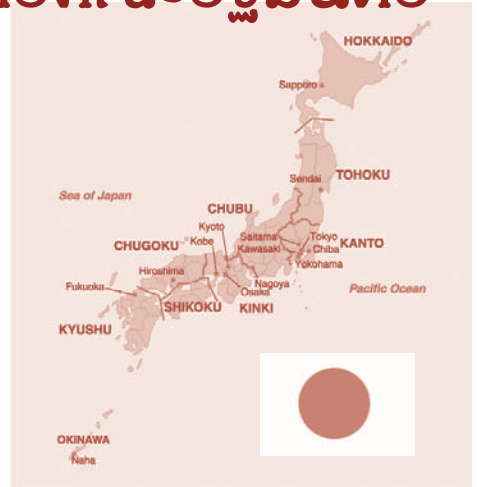 HOKKAIDO
Sapporo
TOHOKU
Sendai
Sea of Japan
CHUBU
Kyoto
Saitama
Tokyo
KANTO
CHUGOKU
Kobe
Kawasaki
Chiba
Yokohama
Hiroshima
Nagoya
Fukuoka
Osaka
Pacific Ocean
SHIKOKU
KINKI
KYUSHU
OKINAWA
Naha